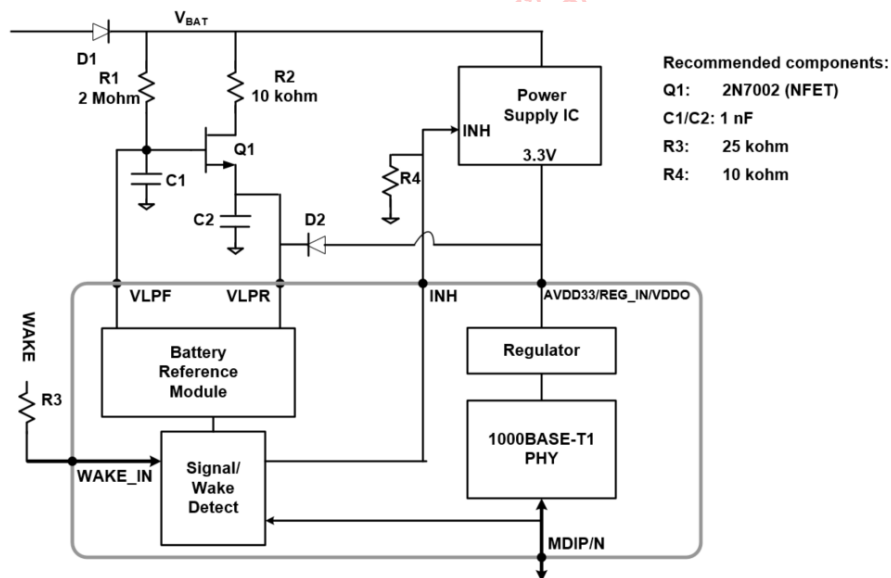 V_BAT
D1
R1
2 Mohm
R2
10 kohm
Q1
C1
C2
D2
R4
INH
Power
Supply IC
3.3V
Recommended components:
Q1: 2N7002 (NFET)
C1/C2: 1 nF
R3: 25 kohm
R4: 10 kohm
VLPF
VLPR
INH
AVDD33/REG_IN/VDDO
WAKE
R3
Battery
Reference
Module
Regulator
1000BASE-T1
PHY
WAKE_IN
Signal/
Wake
Detect
MDIP/N